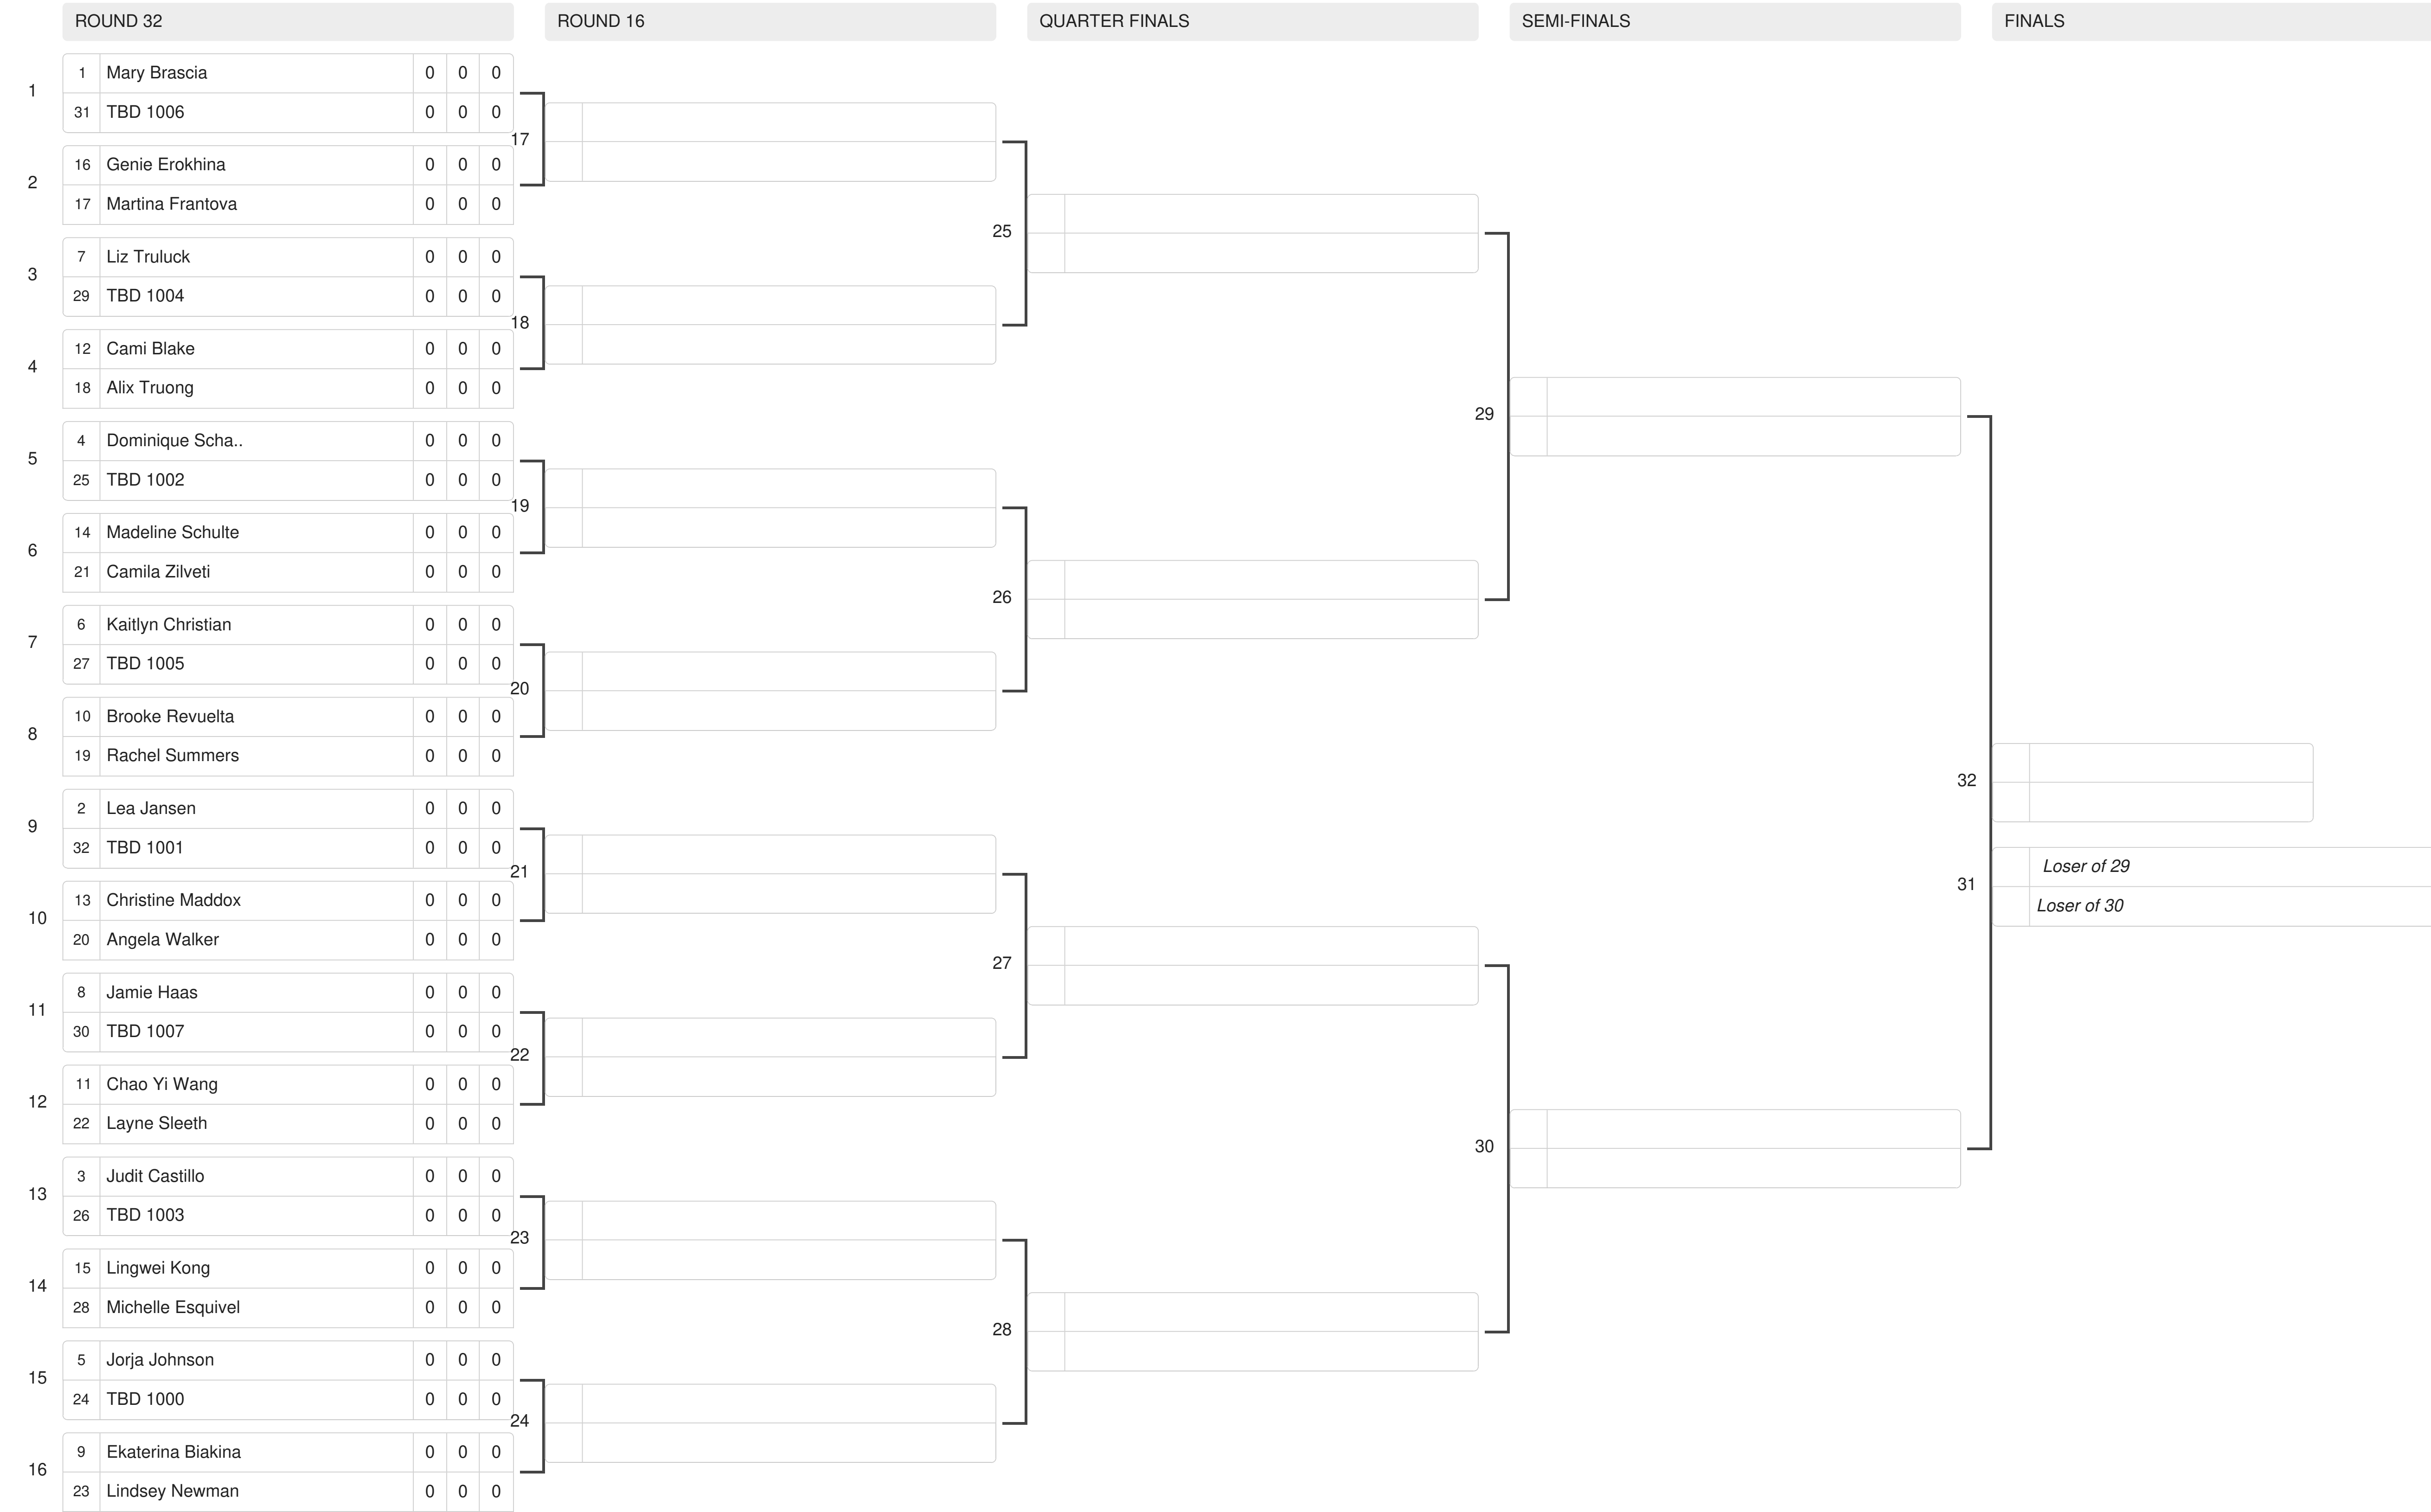 ROUND 32 ROUND 16 QUARTER FINALS SEMI-FINALS FINALS
1
1 Mary Brascia 0 0 0
31 TBD 1006 0 0 0
17
2
16 Genie Erokhina 0 0 0
17 Martina Frantova 0 0 0
25
3
7 Liz Truluck 0 0 0
29 TBD 1004 0 0 0
18
4
12 Cami Blake 0 0 0
18 Alix Truong 0 0 0
29
5
4 Dominique Scha.. 0 0 0
25 TBD 1002 0 0 0
19
6
14 Madeline Schulte 0 0 0
21 Camila Zilveti 0 0 0
26
7
6 Kaitlyn Christian 0 0 0
27 TBD 1005 0 0 0
20
8
10 Brooke Revuelta 0 0 0
19 Rachel Summers 0 0 0
32
9
2 Lea Jansen 0 0 0
32 TBD 1001 0 0 0
21
31
Loser of 29
Loser of 30
10
13 Christine Maddox 0 0 0
20 Angela Walker 0 0 0
27
11
8 Jamie Haas 0 0 0
30 TBD 1007 0 0 0
22
12
11 Chao Yi Wang 0 0 0
22 Layne Sleeth 0 0 0
30
13
3 Judit Castillo 0 0 0
26 TBD 1003 0 0 0
23
14
15 Lingwei Kong 0 0 0
28 Michelle Esquivel 0 0 0
28
15
5 Jorja Johnson 0 0 0
24 TBD 1000 0 0 0
24
16
9 Ekaterina Biakina 0 0 0
23 Lindsey Newman 0 0 0